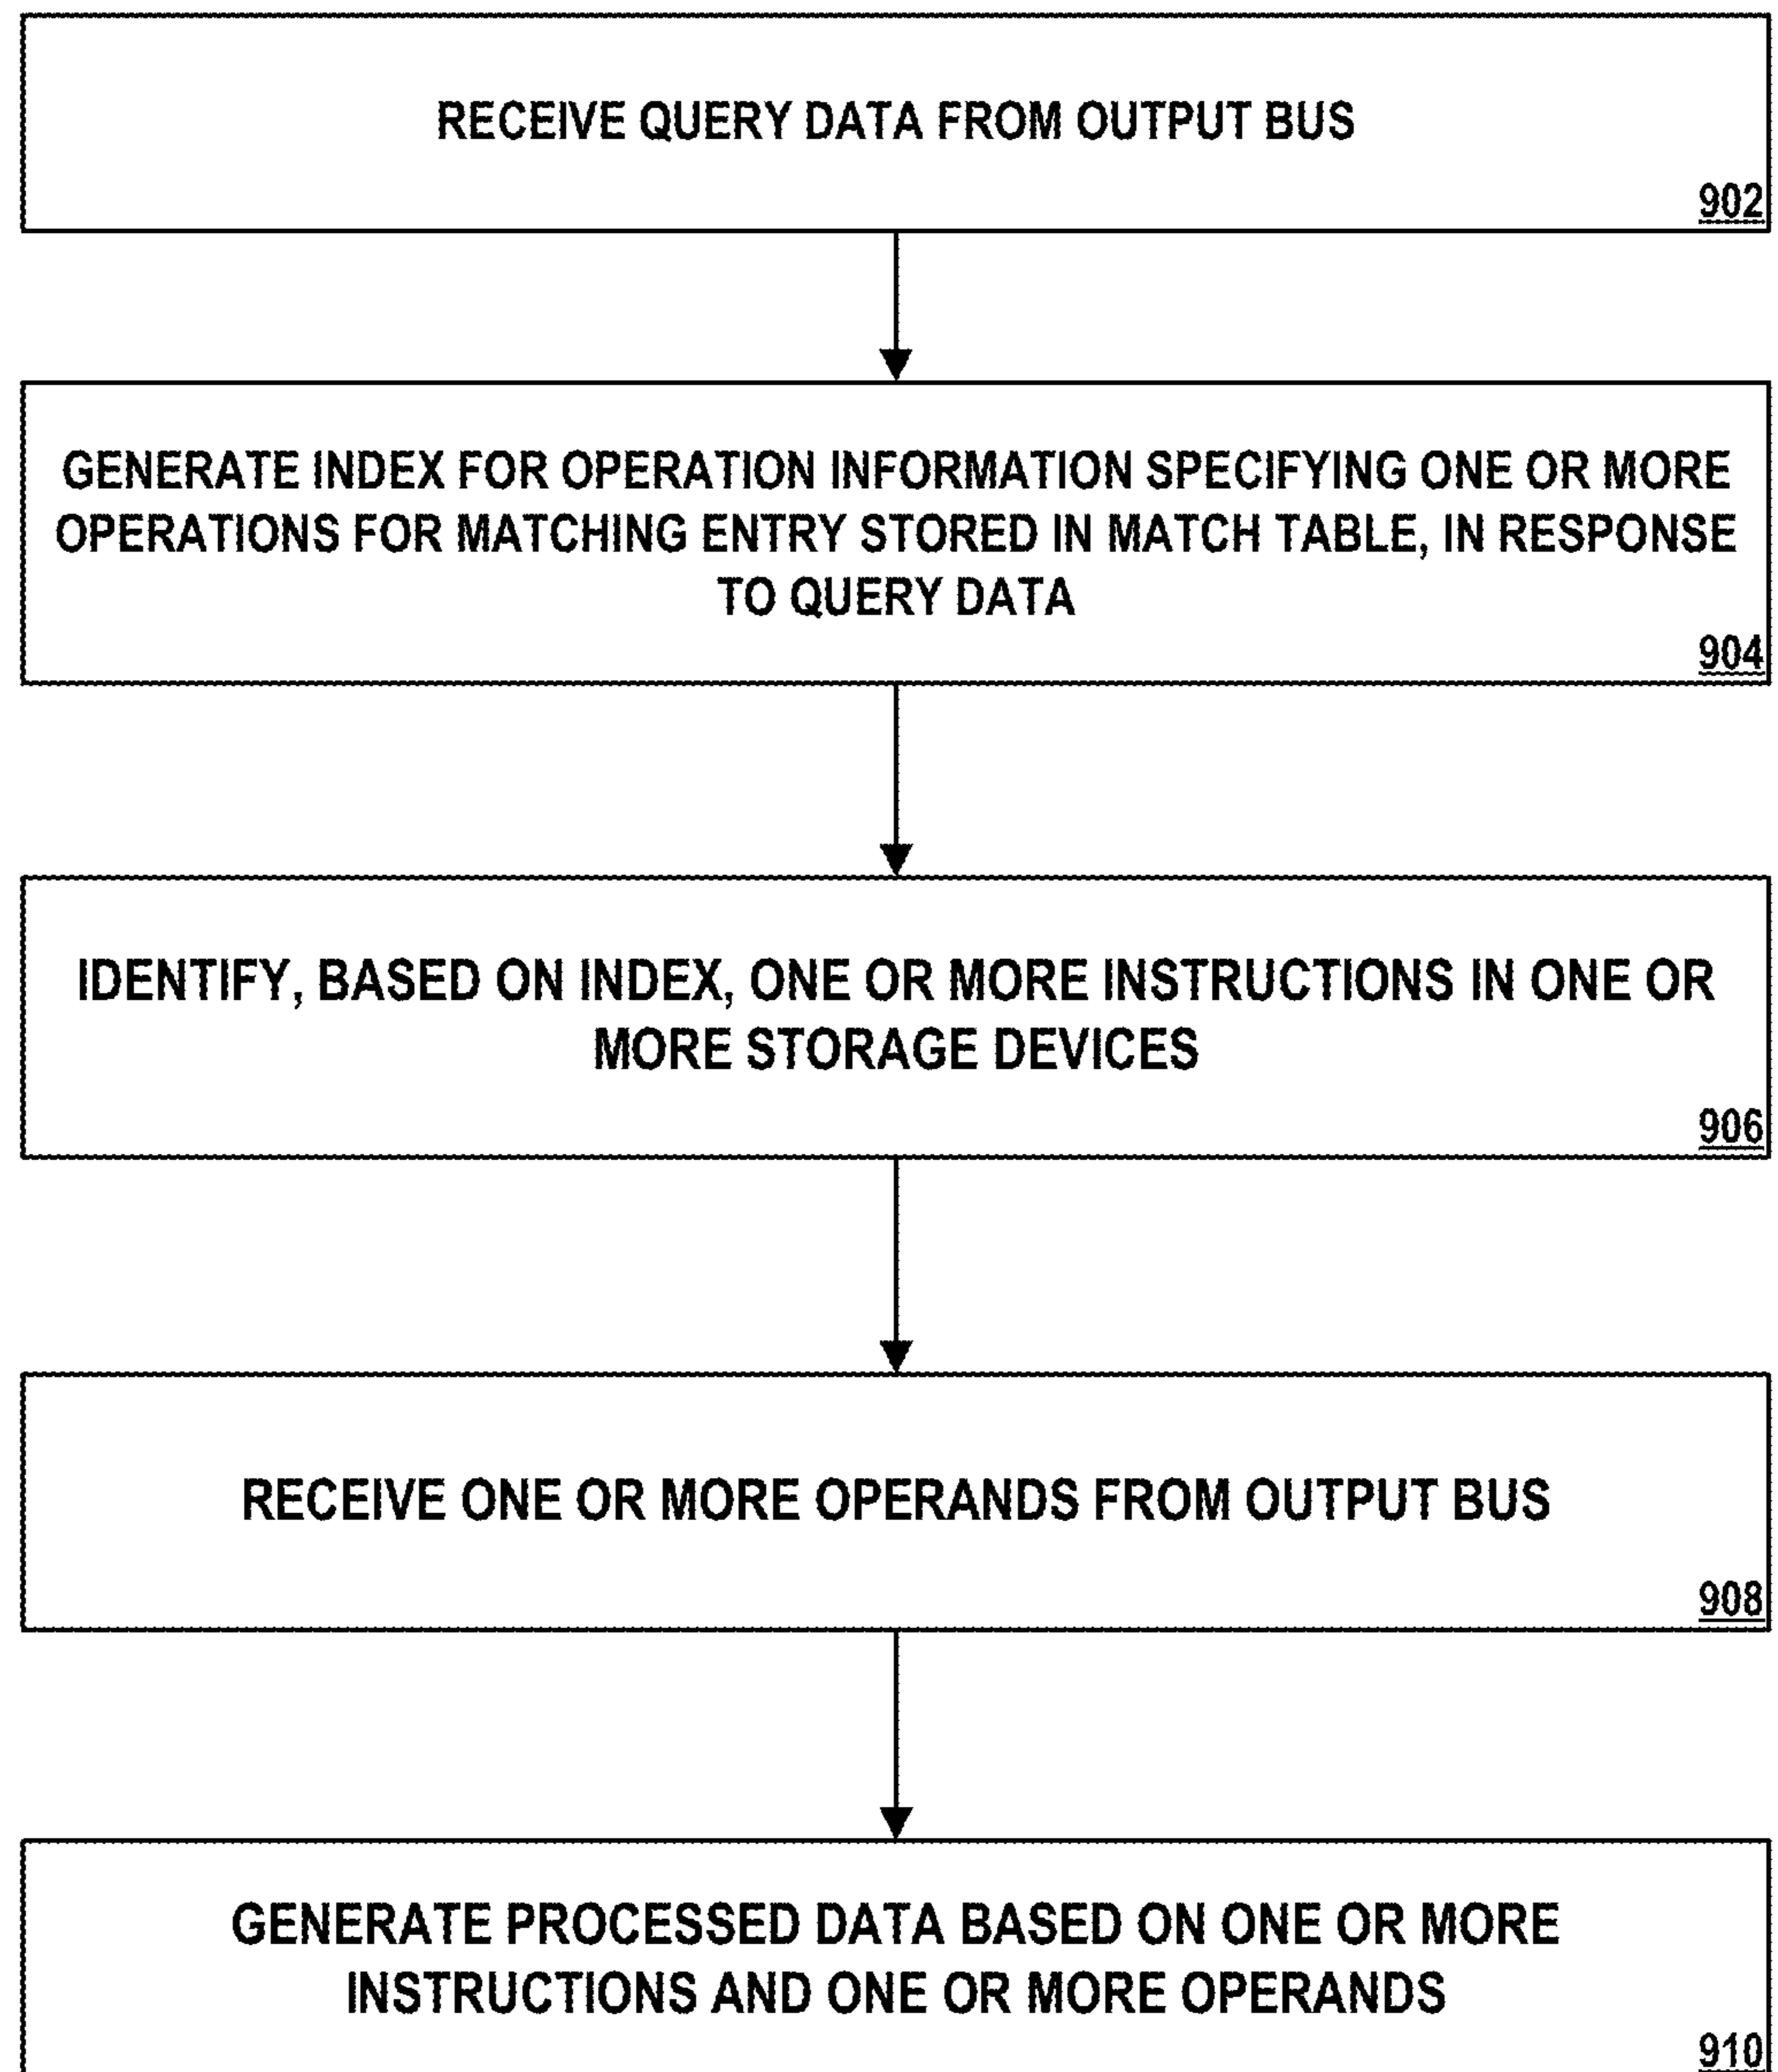 RECEIVE QUERY DATA FROM OUTPUT BUS
902
GENERATE INDEX FOR OPERATION INFORMATION SPECIFYING ONE OR MORE
OPERATIONS FOR MATCHING ENTRY STORED IN MATCH TABLE, IN RESPONSE
TO QUERY DATA
904
IDENTIFY, BASED ON INDEX, ONE OR MORE INSTRUCTIONS IN ONE OR
MORE STORAGE DEVICES
906
RECEIVE ONE OR MORE OPERANDS FROM OUTPUT BUS
908
GENERATE PROCESSED DATA BASED ON ONE OR MORE
INSTRUCTIONS AND ONE OR MORE OPERANDS
910